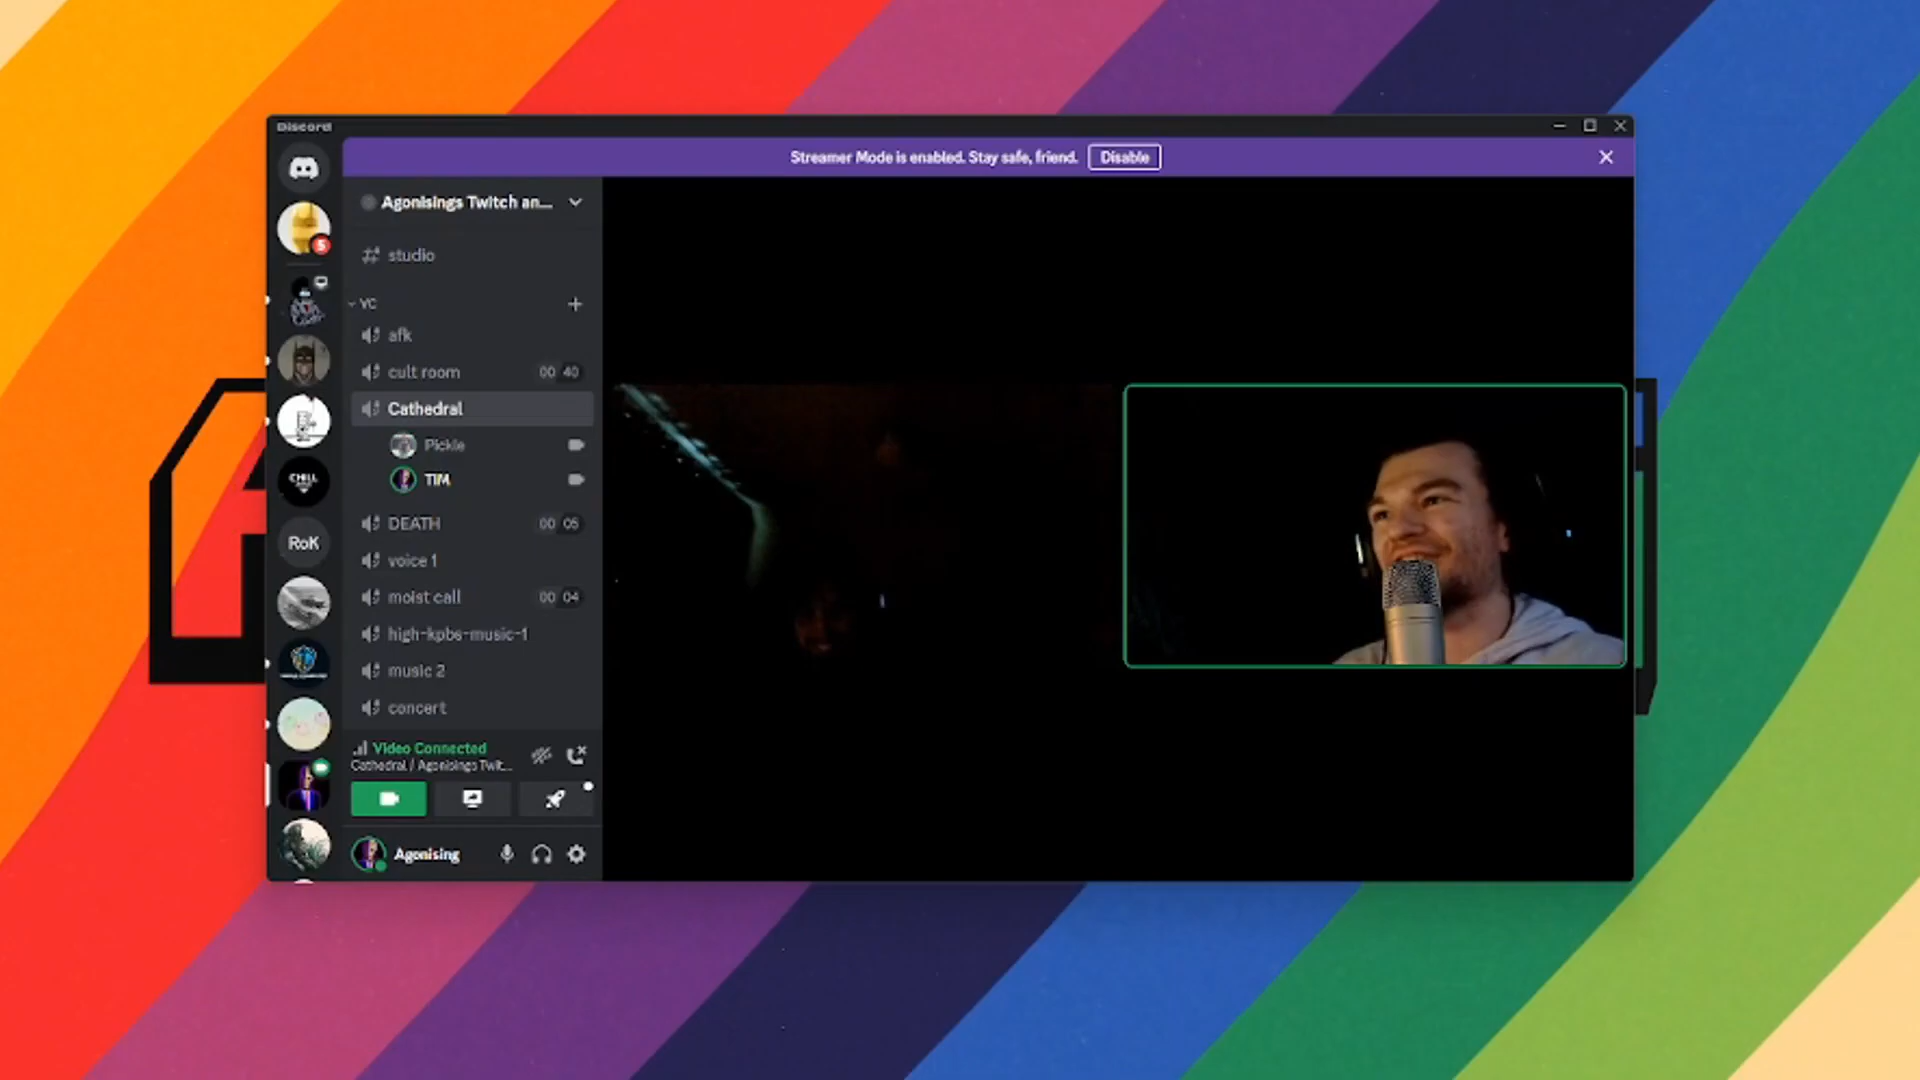 Discord
Streamer Mode is enabled. Stay safe, friend.
Disable
Agonisings Twitch an...
studio
VC
afk
cult room
00 40
Cathedral
Pickle
TIM
DEATH
00 05
voice 1
moist call
00 04
high-kpbs-music-1
music 2
concert
CHILL
RoK
5
Video Connected
Cathedral / Agonisings Twit...
Agonising